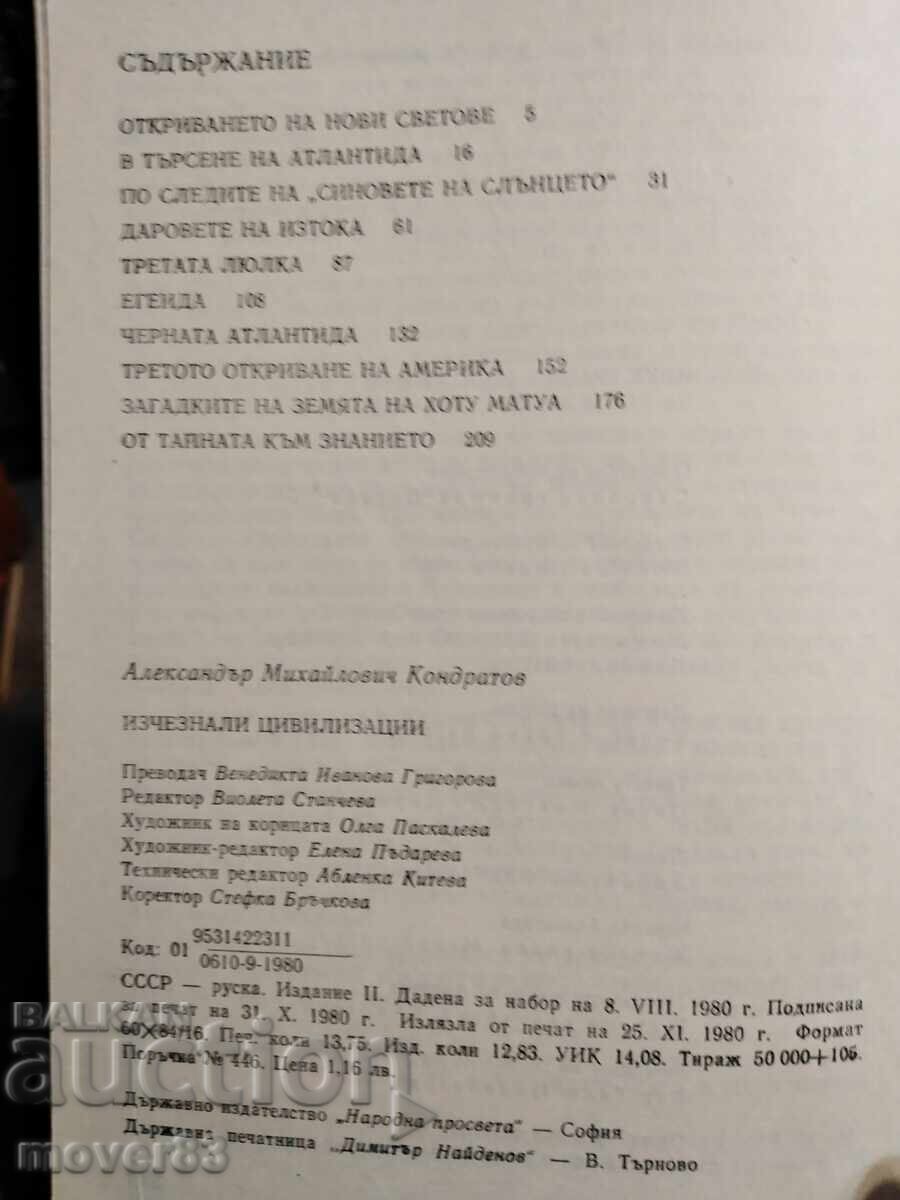 СЪДЪРЖАНИЕ
ОТКРИВАНЕТО НА НОВИ СВЕТОВЕ 5
В ТЪРСЕНЕ НА АТЛАНТИДА 16
ПО СЛЕДИТЕ НА „СИНОВЕТЕ НА СЛЪНЦЕТО" 31
ДАРОВЕТЕ НА ИЗТОКА 61
ТРЕТАТА ЛЮЛКА 87
ЕГЕИДА 108
ЧЕРНАТА АТЛАНТИДА 132
ТРЕТОТО ОТКРИВАНЕ НА АМЕРИКА 152
ЗАГАДКИТЕ НА ЗЕМЯТА НА ХОТУ МАТУА 176
ОТ ТАЙНАТА КЪМ ЗНАНИЕТО 209
Александър Михайлович Кондратов
ИЗЧЕЗНАЛИ ЦИВИЛИЗАЦИИ
Преводач Венедикта Иванова Григорова
Редактор Виолета Станчева
Художник на корицата Олга Паскалева
Художник-редактор Елена Пъдарева
Технически редактор Абленка Китева
Коректор Стефка Бръчкова
Код: 01 9531422311
0610-9-1980
СССР — руска. Издание II. Дадена за набор на 8. VIII. 1980 г. Подписана
за печат на 31. X. 1980 г. Излязла от печат на 25. XI. 1980 г. Формат
60×84/16 Печ. коли 13,75. Изд. коли 12,83. УИК 14,08. Тираж 50 000+106.
Поръчка № 446. Цена 1,16 лв.
Държавно издателство „Народна просвета" — София
Държавна печатница „Димитър Найденов" — В. Търново
BALKAN
auction
mover83